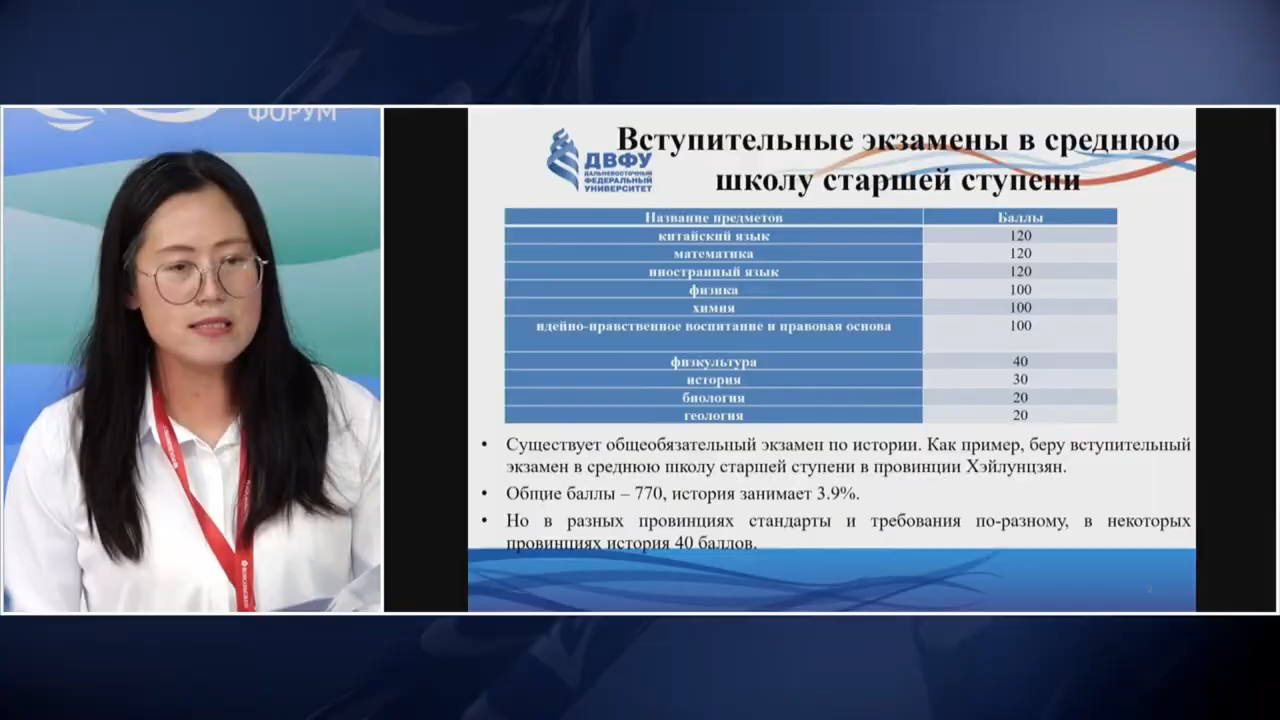 ФОРУМ
ДВФУ
ДАЛЬНЕВОСТОЧНЫЙ
ФЕДЕРАЛЬНЫЙ
УНИВЕРСИТЕТ
Вступительные экзамены в среднюю
школу старшей ступени
Название предметов Баллы
китайский язык 120
математика 120
иностранный язык 120
физика 100
химия 100
идейно-нравственное воспитание и правовая основа 100
физкультура 40
история 30
биология 20
геология 20
• Существует общеобязательный экзамен по истории. Как пример, беру вступительный
экзамен в среднюю школу старшей ступени в провинции Хэйлунцзян.
• Общие баллы – 770, история занимает 3.9%.
• Но в разных провинциях стандарты и требования по-разному, в некоторых
провинциях история 40 баллов.